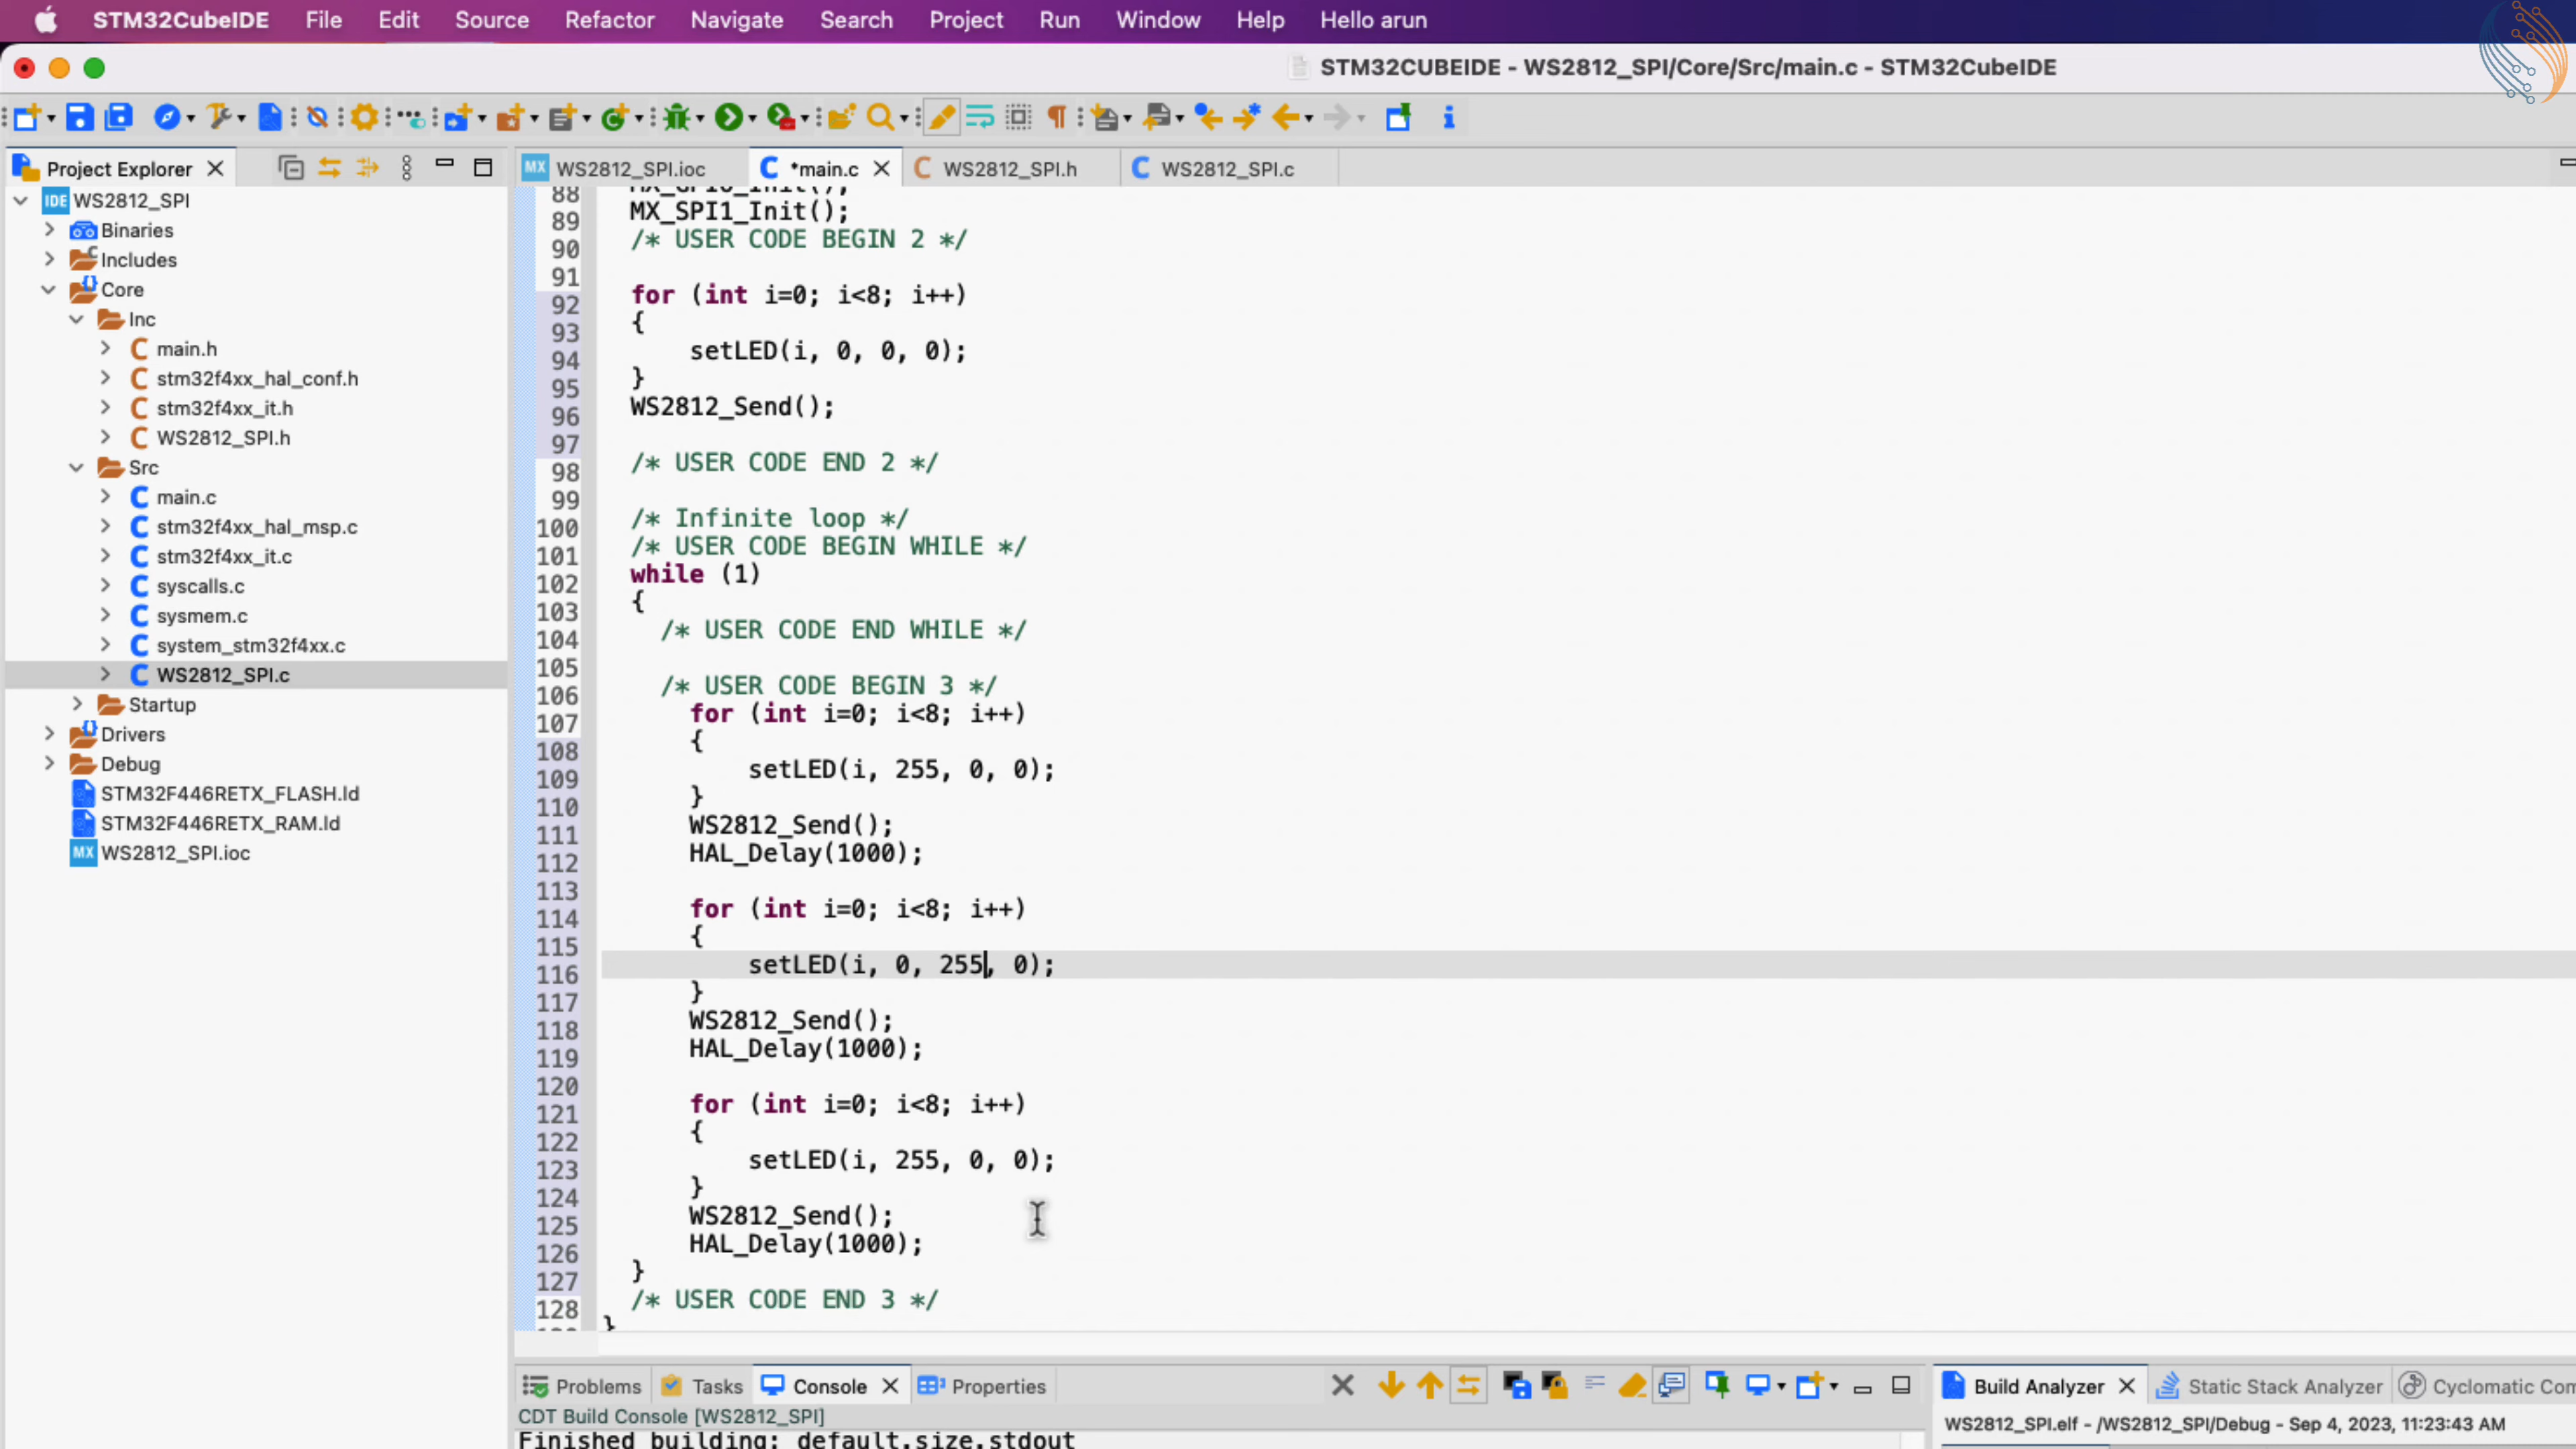 STM32CubeIDE File Edit Source Refactor Navigate Search Project Run Window Help Hello arun
STM32CUBEIDE - WS2812_SPI/Core/Src/main.c - STM32CubeIDE
Project Explorer
WS2812_SPI.ioc *main.c WS2812_SPI.h WS2812_SPI.c
IDE WS2812_SPI
Binaries
Includes
Core
Inc
main.h
stm32f4xx_hal_conf.h
stm32f4xx_it.h
WS2812_SPI.h
Src
main.c
stm32f4xx_hal_msp.c
stm32f4xx_it.c
syscalls.c
sysmem.c
system_stm32f4xx.c
WS2812_SPI.c
Startup
Drivers
Debug
STM32F446RETX_FLASH.ld
STM32F446RETX_RAM.ld
MX WS2812_SPI.ioc
88 MX_GPIO_Init();
89 MX_SPI1_Init();
90 /* USER CODE BEGIN 2 */
91
92 for (int i=0; i<8; i++)
93 {
94 setLED(i, 0, 0, 0);
95 }
96 WS2812_Send();
97
98 /* USER CODE END 2 */
99
100 /* Infinite loop */
101 /* USER CODE BEGIN WHILE */
102 while (1)
103 {
104 /* USER CODE END WHILE */
105
106 /* USER CODE BEGIN 3 */
107 for (int i=0; i<8; i++)
108 {
109 setLED(i, 255, 0, 0);
110 }
111 WS2812_Send();
112 HAL_Delay(1000);
113
114 for (int i=0; i<8; i++)
115 {
116 setLED(i, 0, 255, 0);
117 }
118 WS2812_Send();
119 HAL_Delay(1000);
120
121 for (int i=0; i<8; i++)
122 {
123 setLED(i, 255, 0, 0);
124 }
125 WS2812_Send();
126 HAL_Delay(1000);
127 }
128 /* USER CODE END 3 */
}
Problems Tasks Console Properties
CDT Build Console [WS2812_SPI]
Finished building: default.size.stdout
Build Analyzer Static Stack Analyzer Cyclomatic Com
WS2812_SPI.elf - /WS2812_SPI/Debug - Sep 4, 2023, 11:23:43 AM